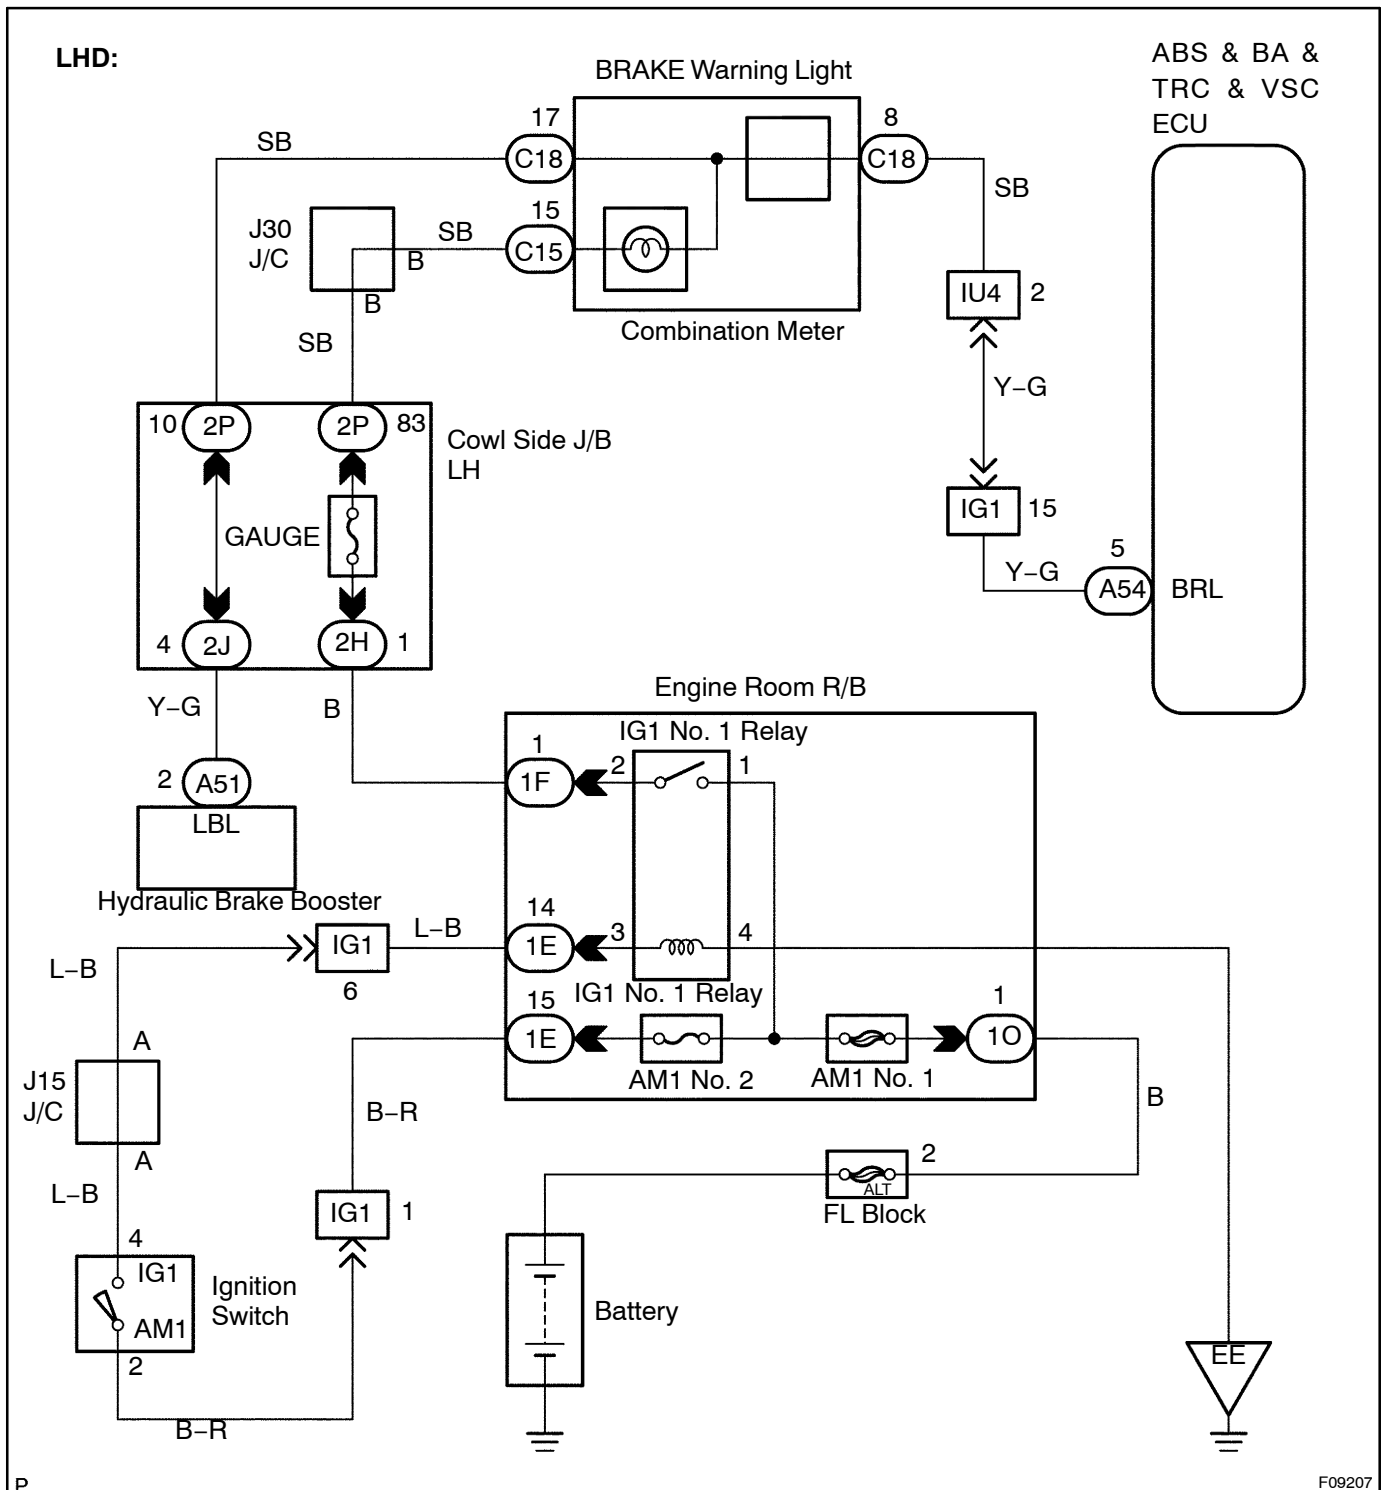 LHD:
BRAKE Warning Light
ABS & BA &
TRC & VSC
ECU
17
C18
8
C18
SB
SB
15
C15
SB
J30
J/C
B
B
SB
Combination Meter
IU4
2
Y–G
10
2P
2P
83
Cowl Side J/B
LH
GAUGE
IG1
15
5
Y–G
A54
BRL
4
2J
2H
1
Y–G
B
Engine Room R/B
IG1 No. 1 Relay
1
1F
2
1
2
A51
LBL
Hydraulic Brake Booster
14
1E
3
4
L–B
IG1
6
L–B
IG1 No. 1 Relay
15
1E
1
1O
AM1 No. 2
AM1 No. 1
A
J15
J/C
A
B–R
B
L–B
IG1
1
2
ALT
FL Block
4
IG1
AM1
2
Ignition
Switch
Battery
EE
B–R
P
F09207